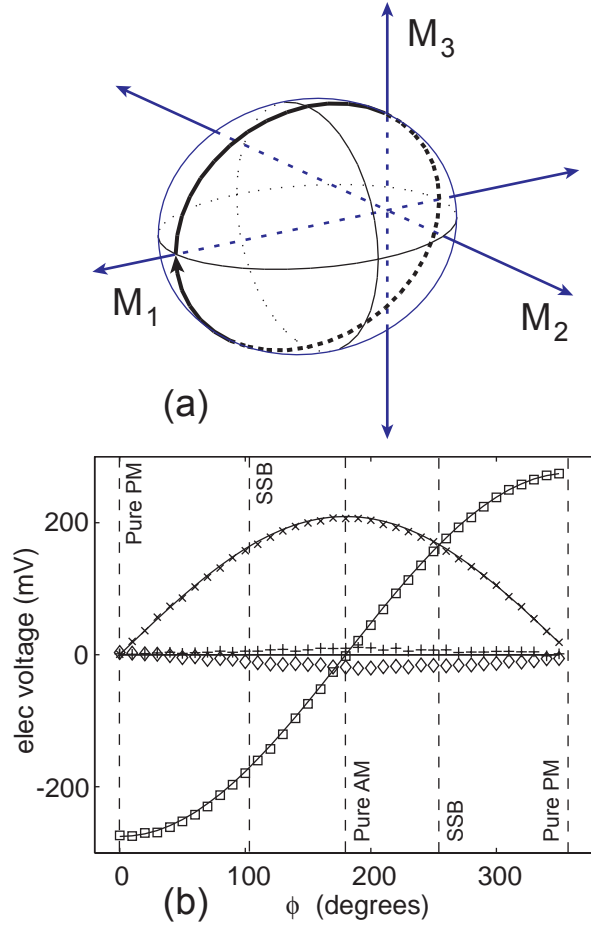 M3
M1
M2
(a)
elec voltage (mV)
200
0
-200
Pure PM
SSB
Pure AM
SSB
Pure PM
0
100
200
300
(b)
ϕ (degrees)